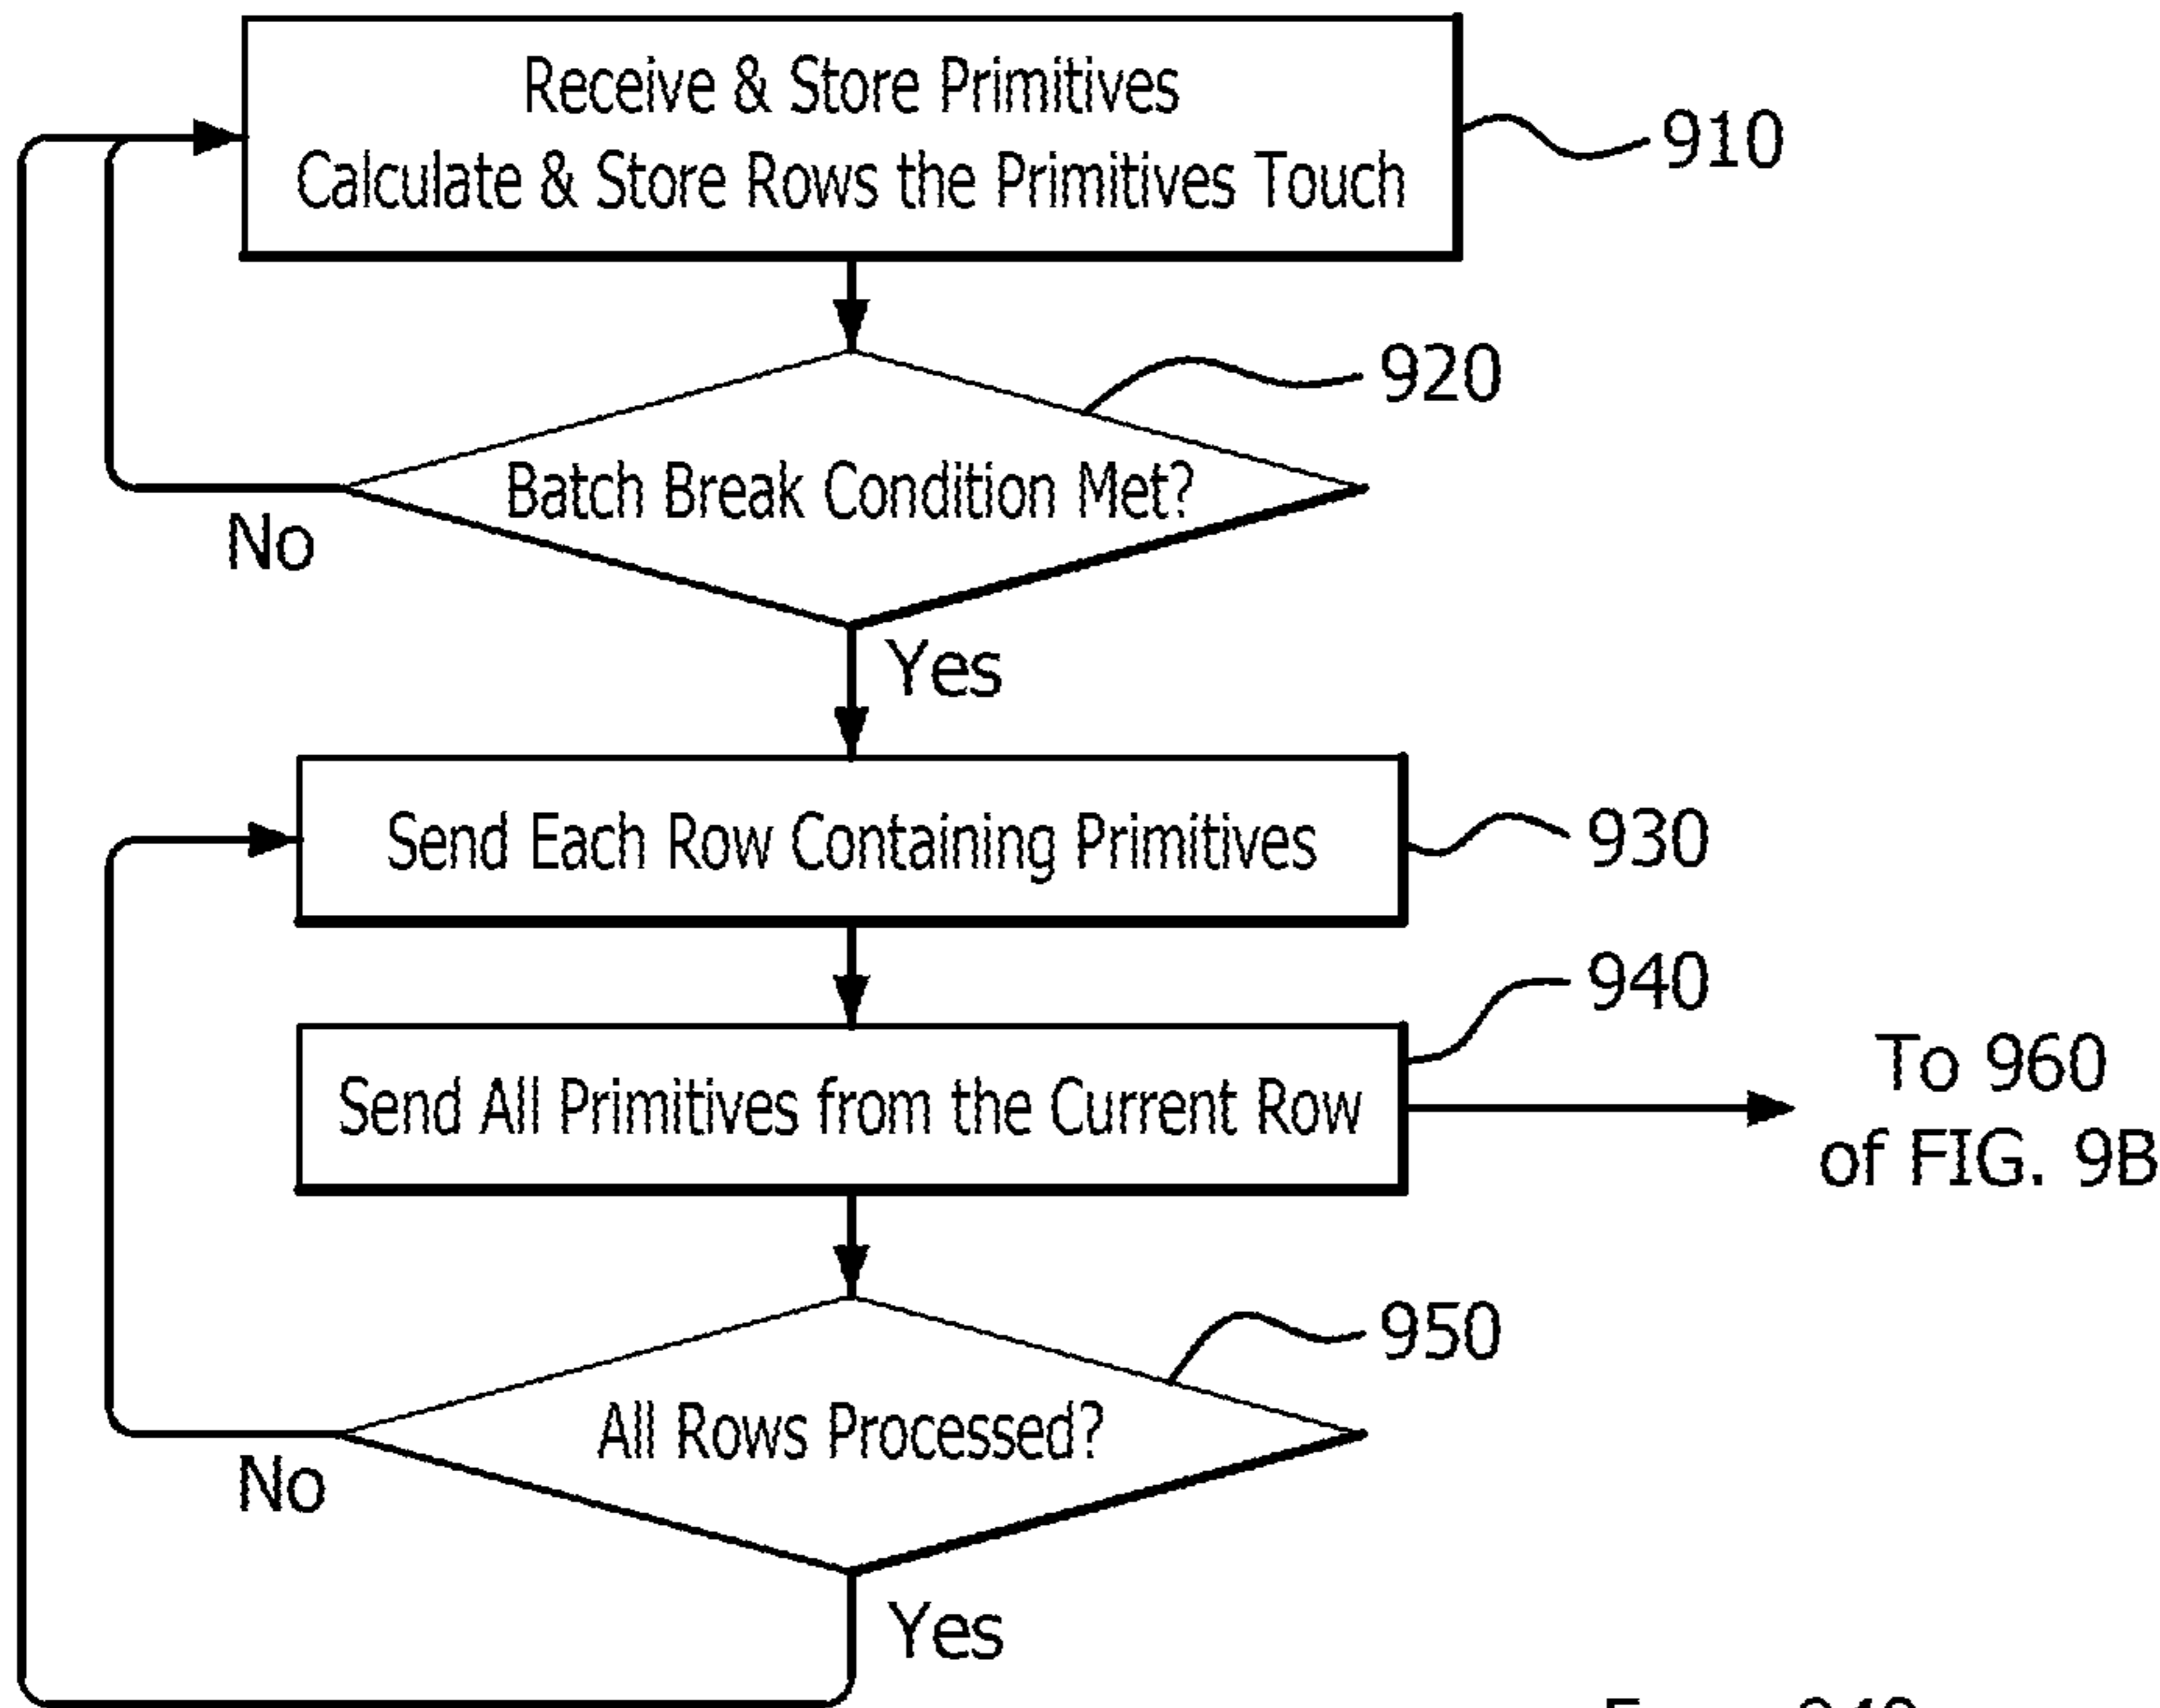 Receive & Store Primitives
Calculate & Store Rows the Primitives Touch
910
920
Batch Break Condition Met?
No
Yes
Send Each Row Containing Primitives
930
940
Send All Primitives from the Current Row
To 960
of FIG. 9B
950
All Rows Processed?
No
Yes